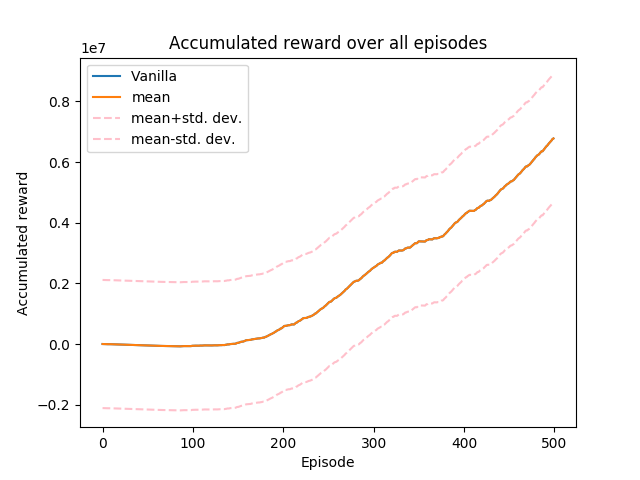 Accumulated reward over all episodes
1e7
Vanilla
mean
mean+std. dev.
mean-std. dev.
Accumulated reward
0.8
0.6
0.4
0.2
0.0
−0.2
0 100 200 300 400 500
Episode